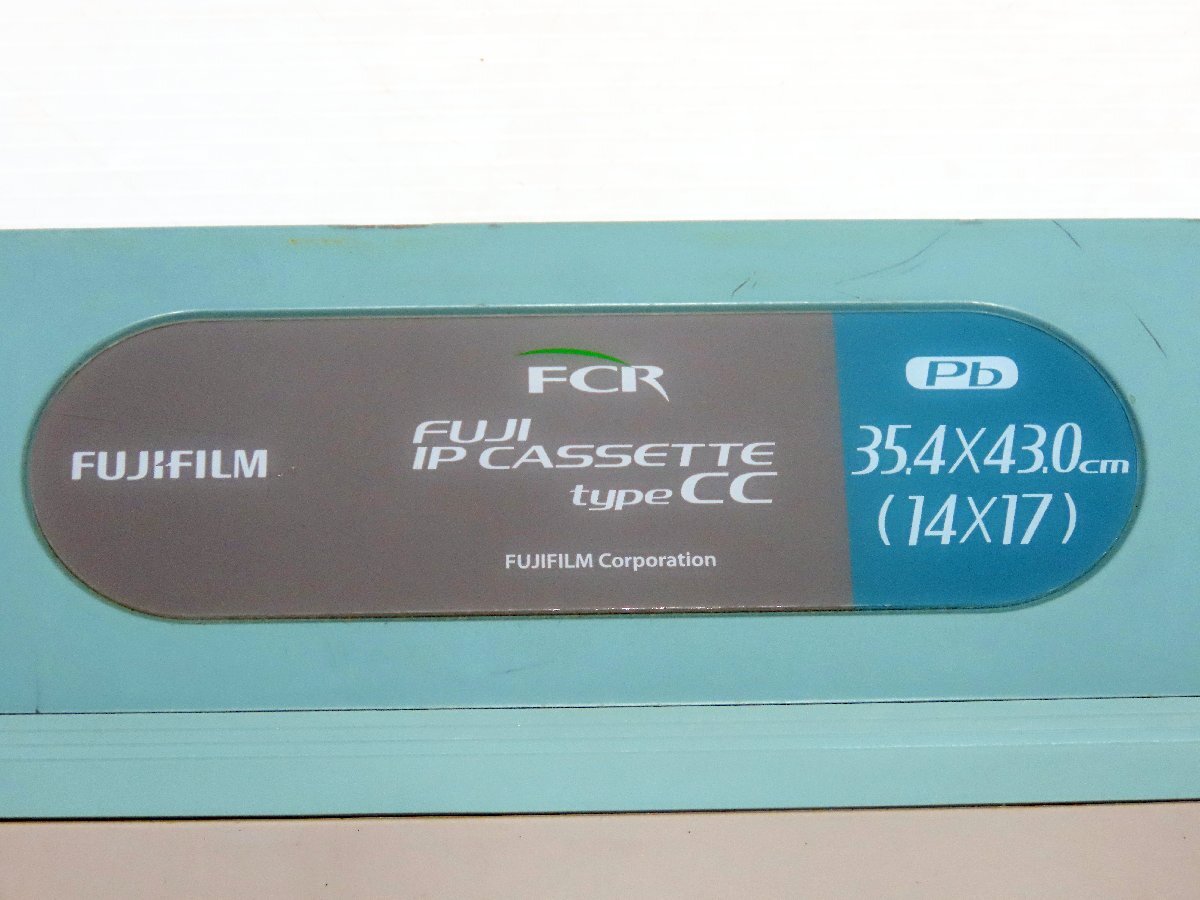 FUJIFILM
FCR
FUJI
IP CASSETTE
type CC
FUJIFILM Corporation
Pb
35.4X43.0cm
(14X17)